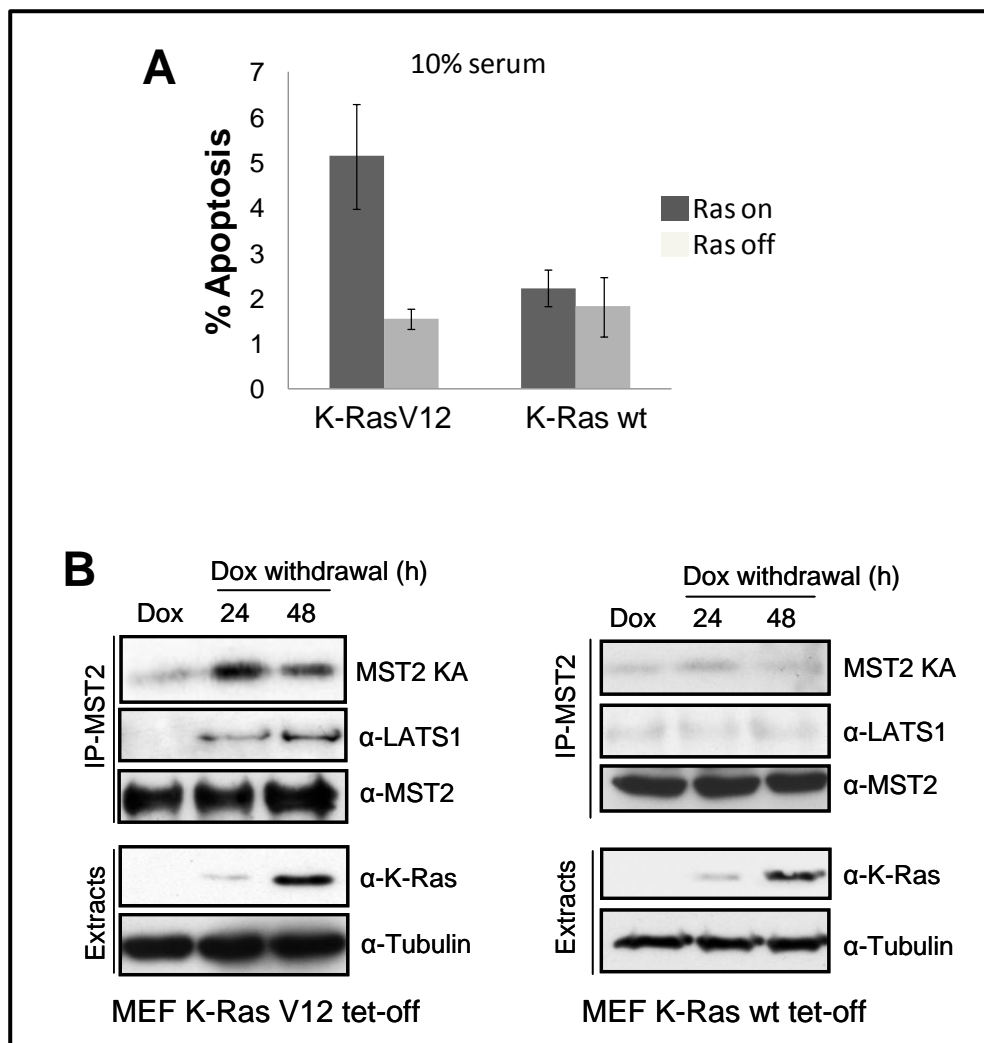 A
10% serum
7
6
5
4
3
2
1
0
% Apoptosis
Ras on
Ras off
K-RasV12
K-Ras wt
B
Dox withdrawal (h)
Dox 24 48
IP-MST2
MST2 KA
α-LATS1
α-MST2
Extracts
α-K-Ras
α-Tubulin
MEF K-Ras V12 tet-off
Dox withdrawal (h)
Dox 24 48
IP-MST2
MST2 KA
α-LATS1
α-MST2
Extracts
α-K-Ras
α-Tubulin
MEF K-Ras wt tet-off